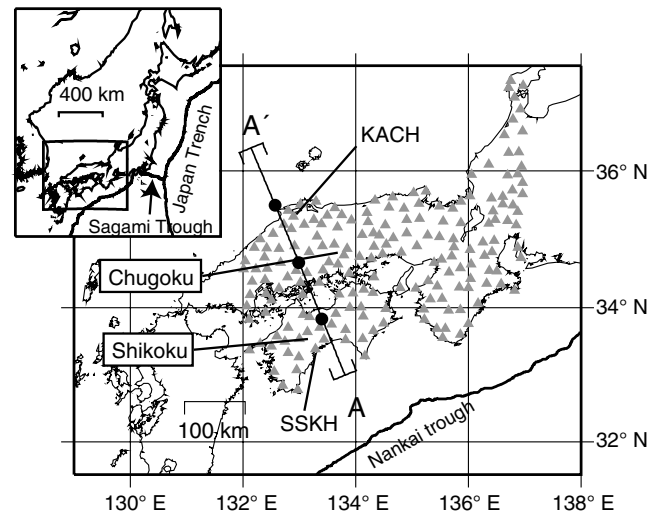 400 km
Japan Trench
Sagami Trough
A´
KACH
36° N
Chugoku
34° N
Shikoku
A
SSKH
100 km
Nankai trough
32° N
130° E
132° E
134° E
136° E
138° E